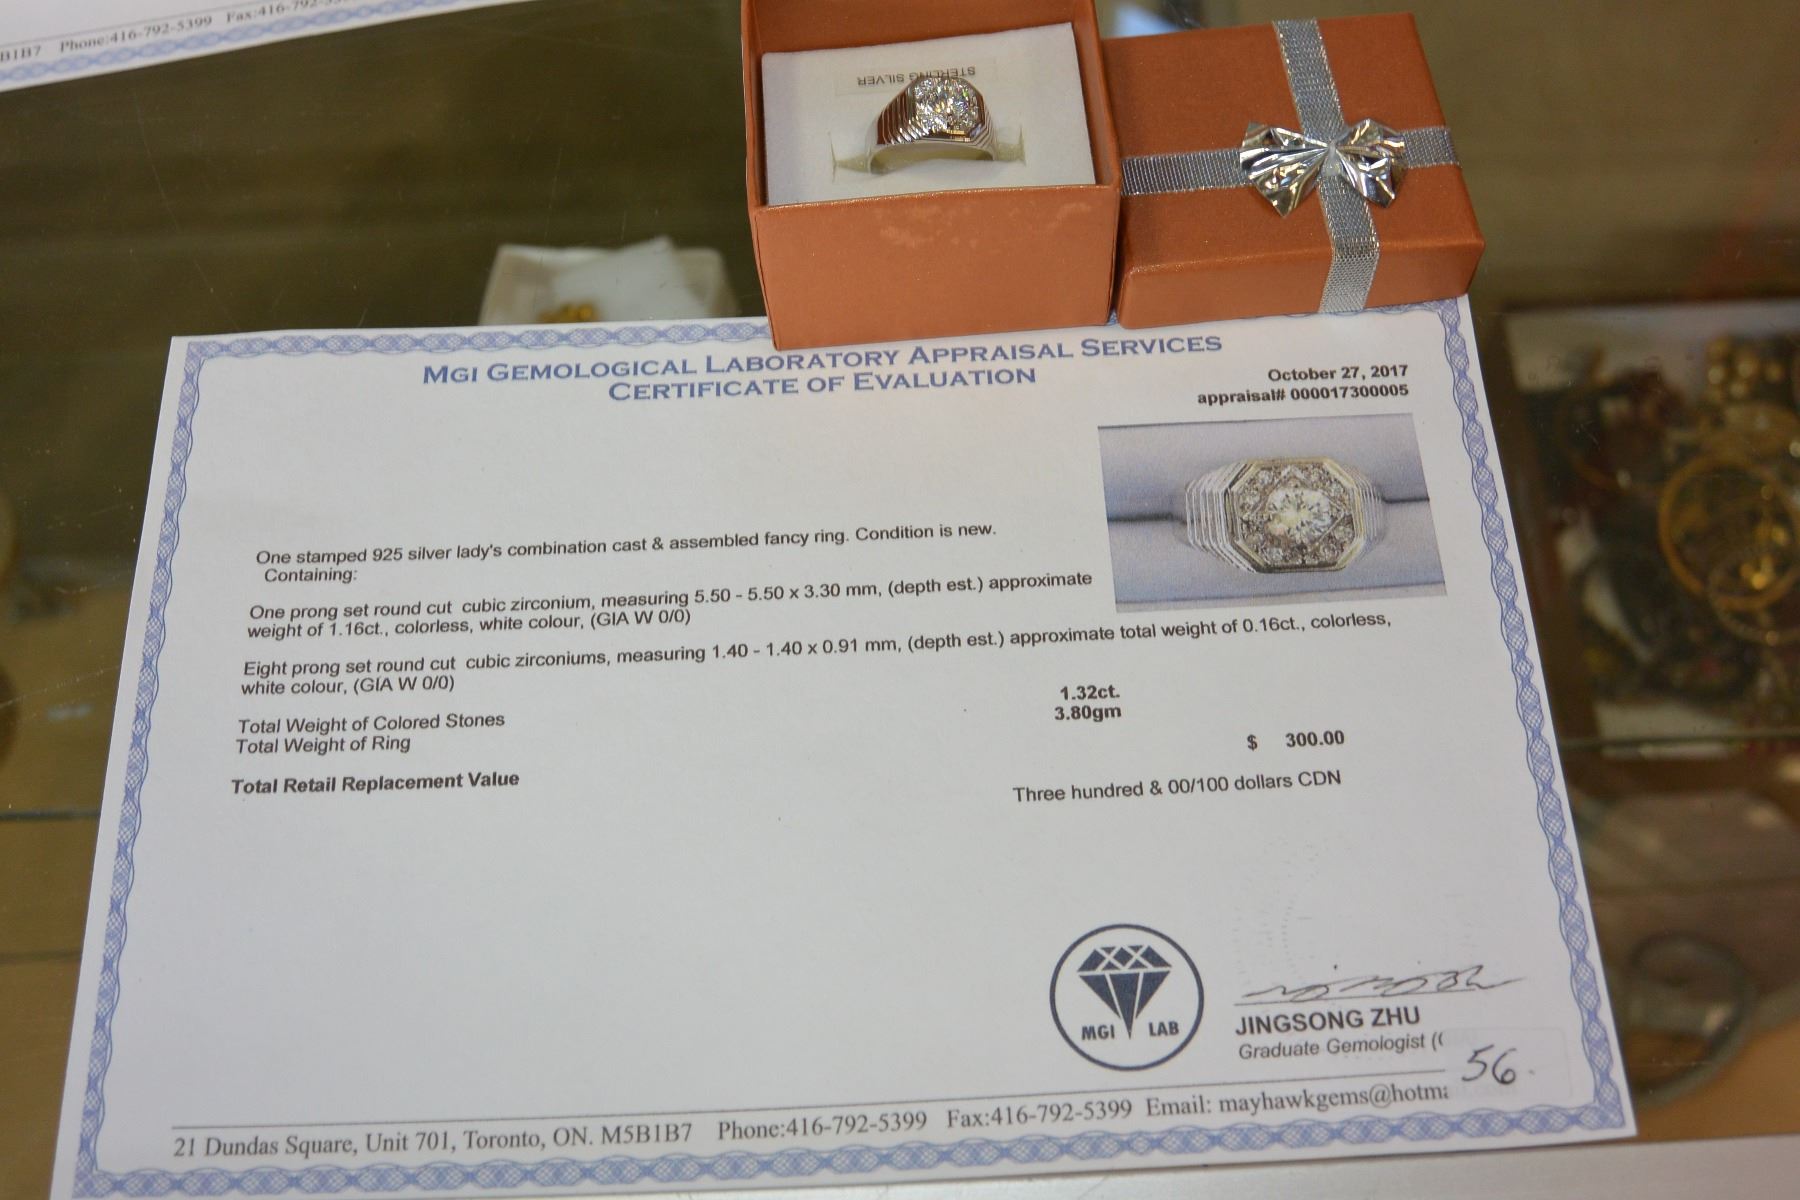 B1B7 Phone:416-792-5399
STERLING SILVER
MGI GEMOLOGICAL LABORATORY APPRAISAL SERVICES
CERTIFICATE OF EVALUATION
October 27, 2017
appraisal# 000017300005
One stamped 925 silver lady's combination cast & assembled fancy ring. Condition is new.
Containing:
One prong set round cut cubic zirconium, measuring 5.50 - 5.50 x 3.30 mm, (depth est.) approximate
weight of 1.16ct., colorless, white colour, (GIA W 0/0)
Eight prong set round cut cubic zirconiums, measuring 1.40 - 1.40 x 0.91 mm, (depth est.) approximate total weight of 0.16ct., colorless,
white colour, (GIA W 0/0)
Total Weight of Colored Stones 1.32ct.
Total Weight of Ring 3.80gm
Total Retail Replacement Value $ 300.00
Three hundred & 00/100 dollars CDN
MGI LAB
JINGSONG ZHU
Graduate Gemologist (
56
21 Dundas Square, Unit 701, Toronto, ON. M5B1B7 Phone:416-792-5399 Fax:416-792-5399 Email: mayhawkgems@hotm